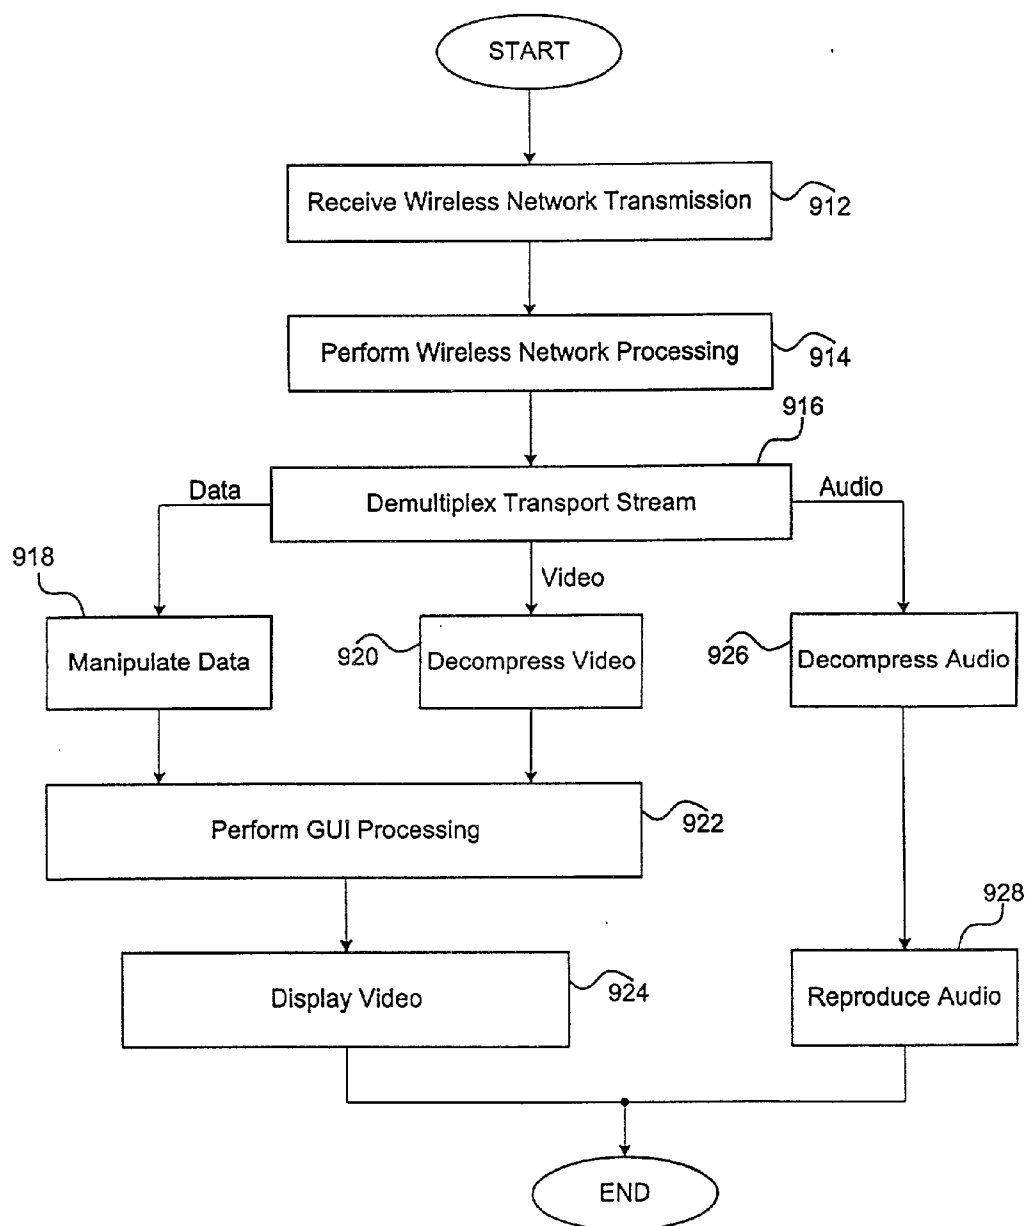 START
Receive Wireless Network Transmission
912
Perform Wireless Network Processing
914
916
Data
Demultiplex Transport Stream
Audio
918
Video
Manipulate Data
920
Decompress Video
926
Decompress Audio
Perform GUI Processing
922
928
Display Video
924
Reproduce Audio
END